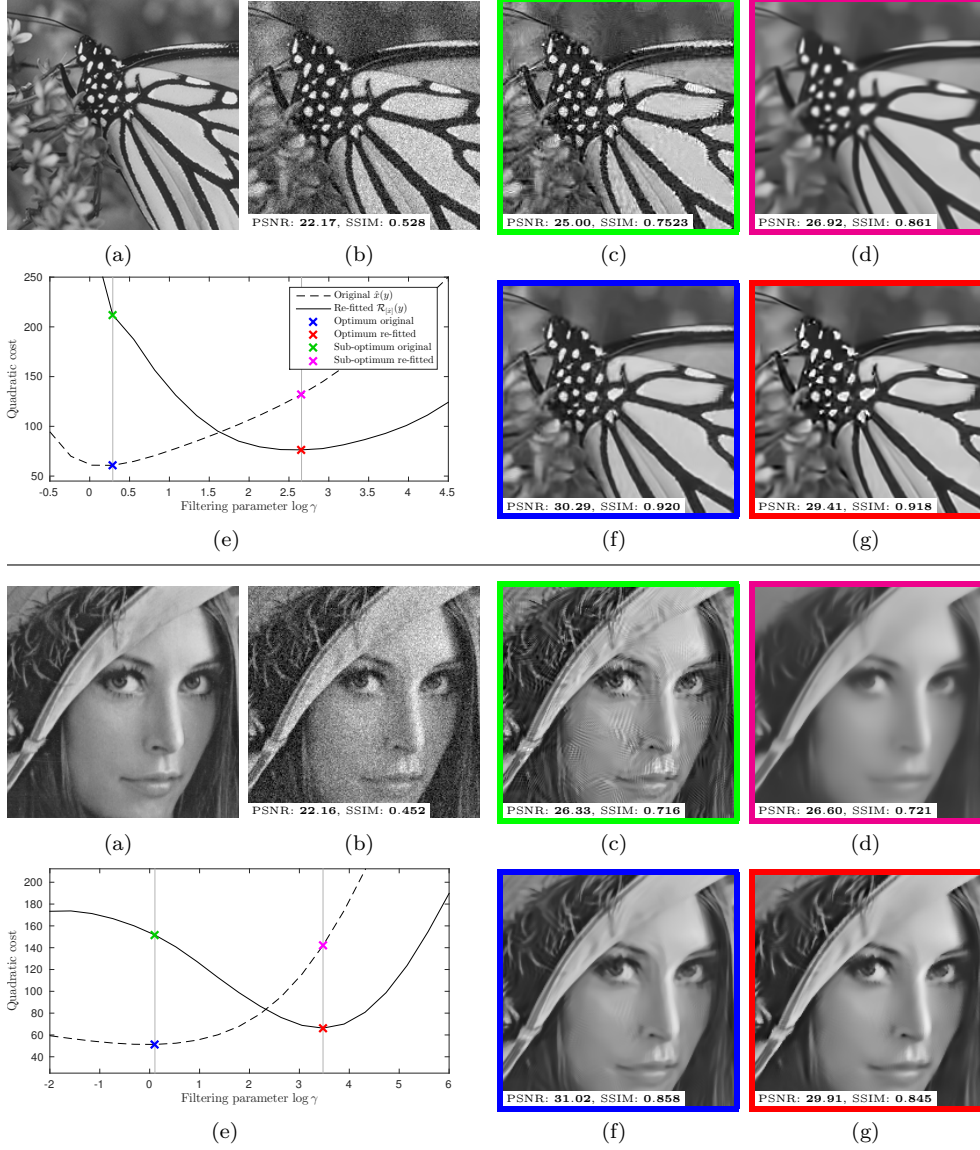 PSNR: 22.17, SSIM: 0.528
PSNR: 25.00, SSIM: 0.7523
PSNR: 26.92, SSIM: 0.861
(a)
(b)
(c)
(d)
250
200
150
100
50
Quadratic cost
Original x̂(y)
Re-fitted R|x̂|(y)
Optimum original
Optimum re-fitted
Sub-optimum original
Sub-optimum re-fitted
-0.5 0 0.5 1 1.5 2 2.5 3 3.5 4 4.5
Filtering parameter log γ
(e)
PSNR: 30.29, SSIM: 0.920
PSNR: 29.41, SSIM: 0.918
(f)
(g)
PSNR: 22.16, SSIM: 0.452
PSNR: 26.33, SSIM: 0.716
PSNR: 26.60, SSIM: 0.721
(a)
(b)
(c)
(d)
200
180
160
140
120
100
80
60
40
Quadratic cost
-2 -1 0 1 2 3 4 5 6
Filtering parameter log γ
(e)
PSNR: 31.02, SSIM: 0.858
PSNR: 29.91, SSIM: 0.845
(f)
(g)